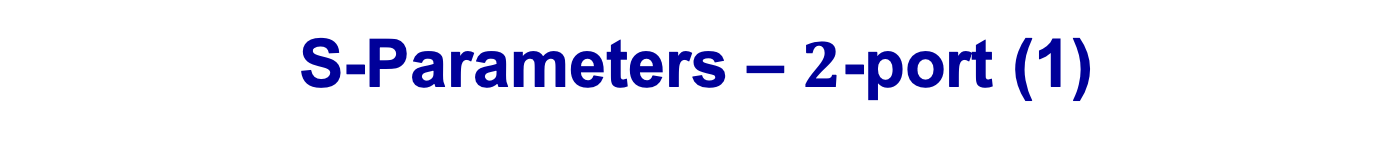 S-Parameters – 2-port (1)